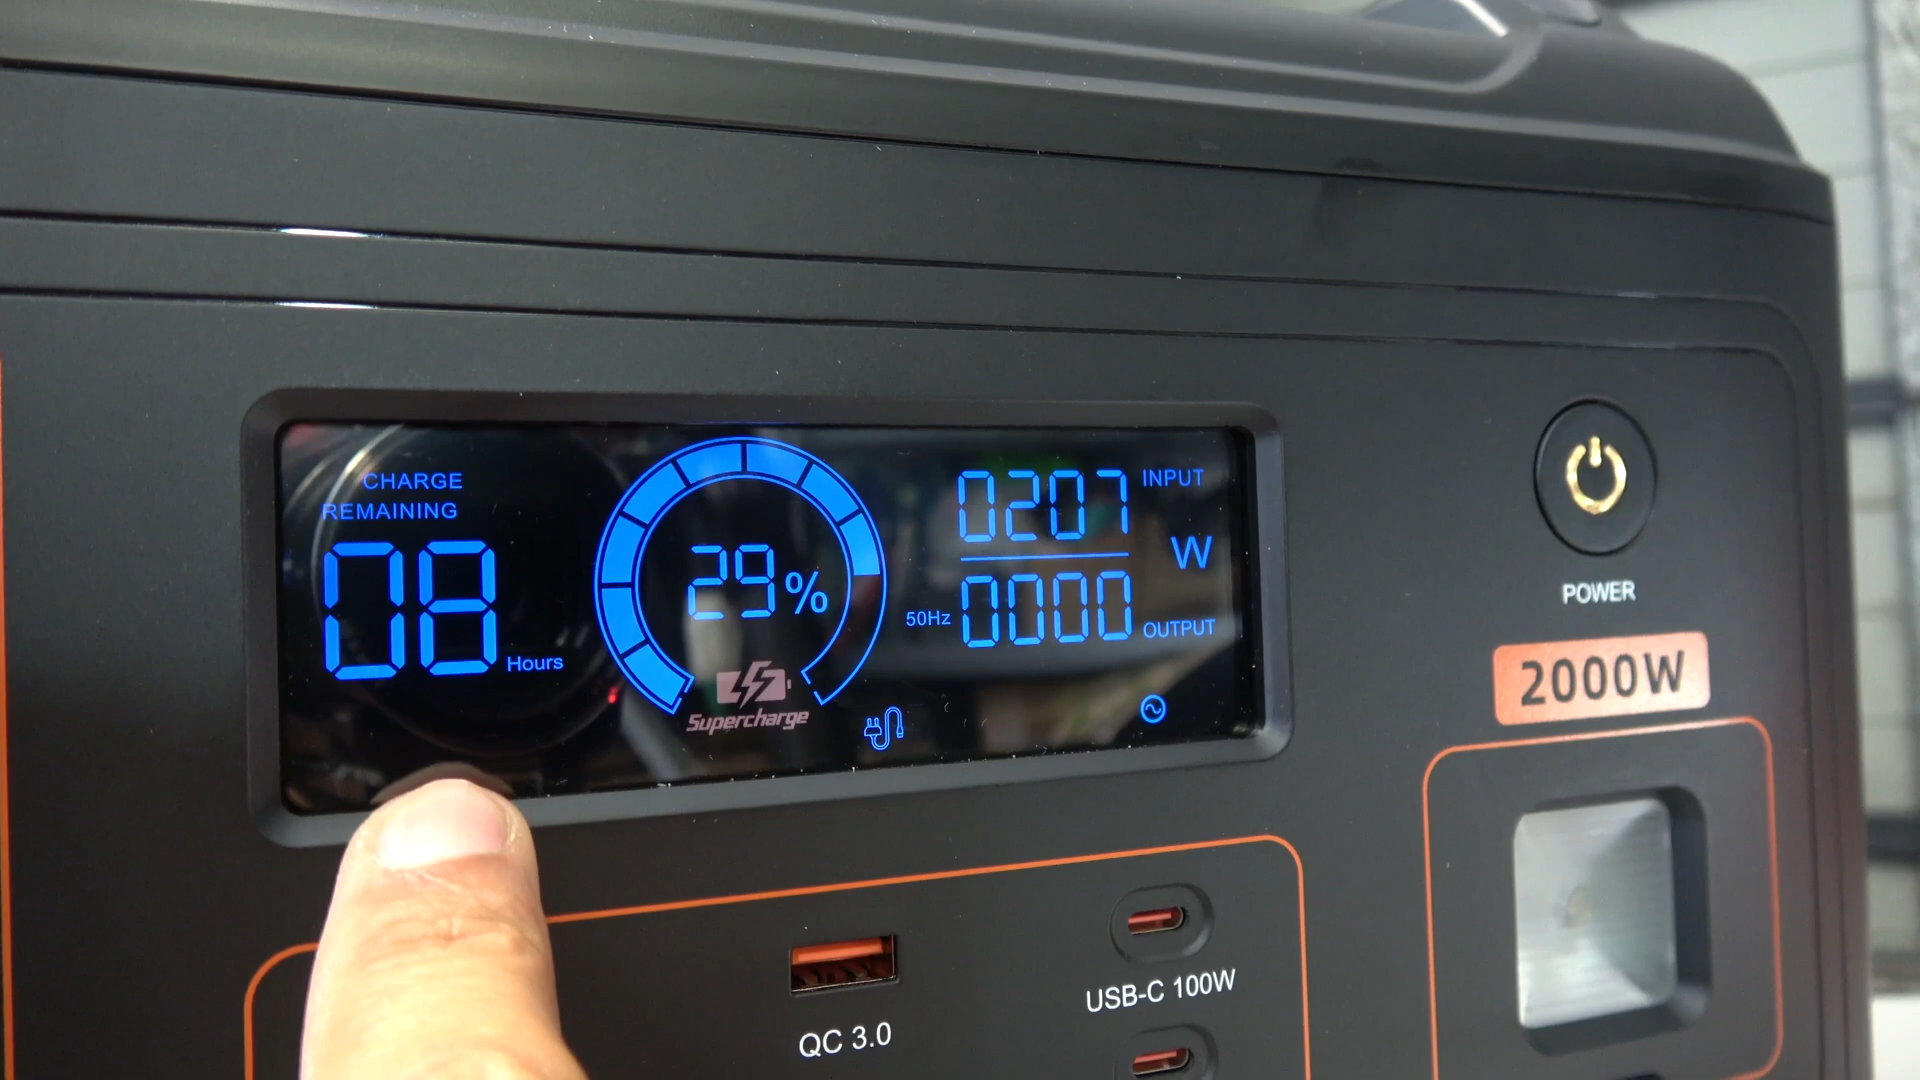 CHARGE
REMAINING
08 Hours
29%
Supercharge
0207 INPUT
W
50Hz 0000 OUTPUT
POWER
2000W
QC 3.0
USB-C 100W